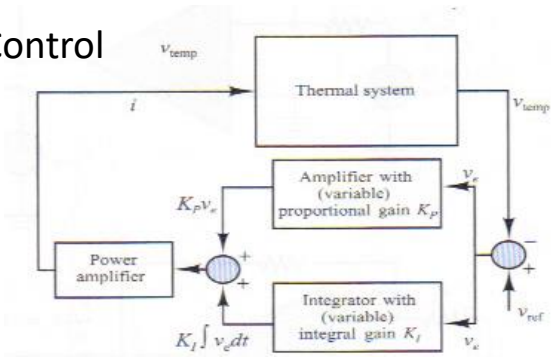 Control
v_temp
i
Thermal system
v_temp
Amplifier with
(variable)
proportional gain K_P
v_e
K_P v_e
−
+
Power
amplifier
+
+
Integrator with
(variable)
integral gain K_I
v_ref
K_I ∫ v_e dt
v_e